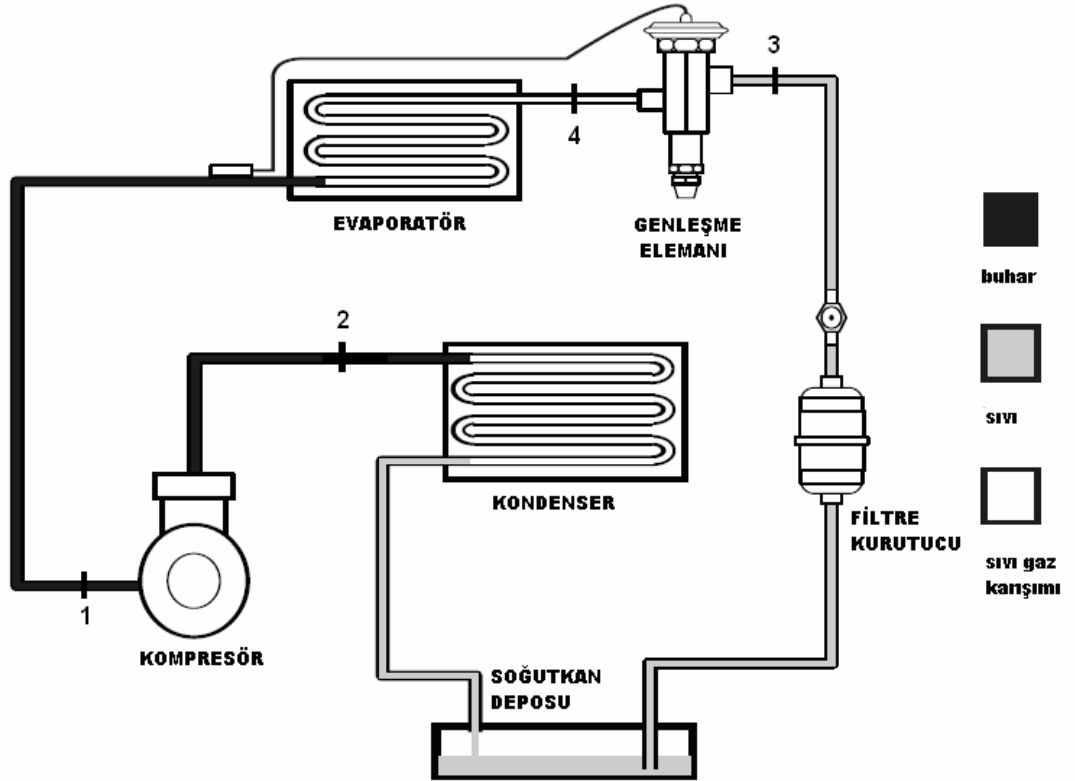 3
4
EVAPORATÖR
GENLEŞME
ELEMANI
buhar
2
sıvı
KONDENSER
FİLTRE
KURUTUCU
sıvı gaz
karışımı
1
KOMPRESÖR
SOĞUTKAN
DEPOSU